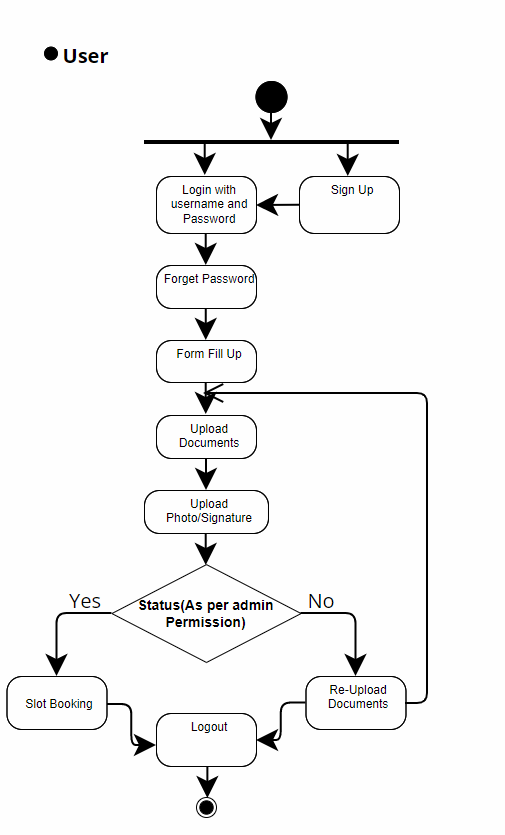 User
Login with
username and
Password
Sign Up
Forget Password
Form Fill Up
Upload
Documents
Upload
Photo/Signature
Yes
Status(As per admin
Permission)
No
Slot Booking
Re-Upload
Documents
Logout